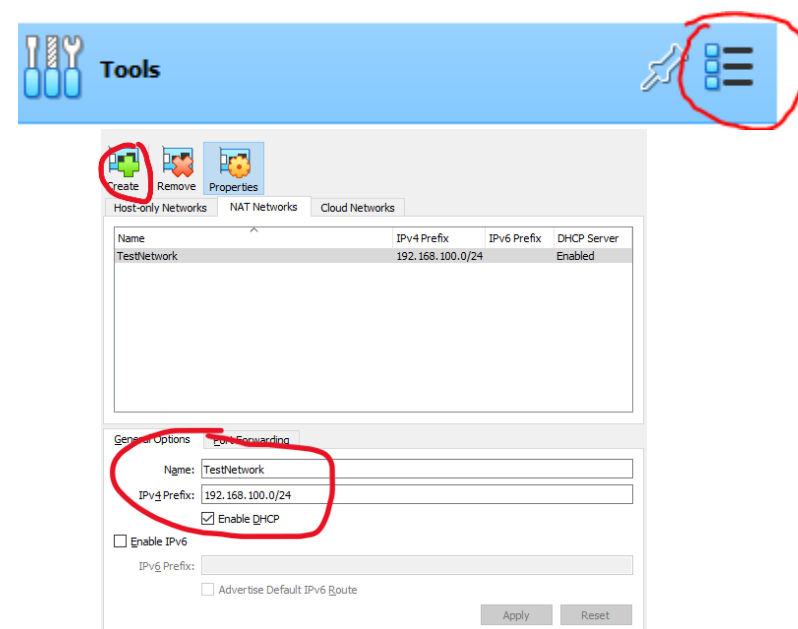 Tools
Create Remove Properties
Host-only Networks NAT Networks Cloud Networks
Name IPv4 Prefix IPv6 Prefix DHCP Server
TestNetwork 192.168.100.0/24 Enabled
General Options Port Forwarding
Name: TestNetwork
IPv4 Prefix: 192.168.100.0/24
Enable DHCP
Enable IPv6
IPv6 Prefix:
Advertise Default IPv6 Route
Apply Reset